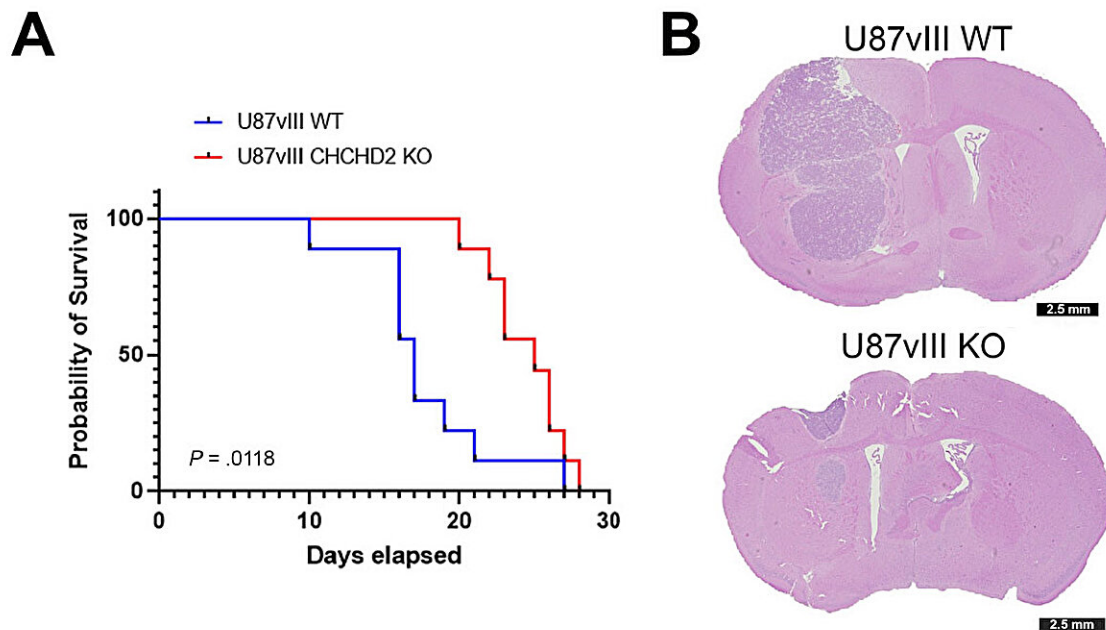 A
U87vIII WT
U87vIII CHCHD2 KO
Probability of Survival
100
50
0
P = .0118
0 10 20 30
Days elapsed
B
U87vIII WT
2.5 mm
U87vIII KO
2.5 mm